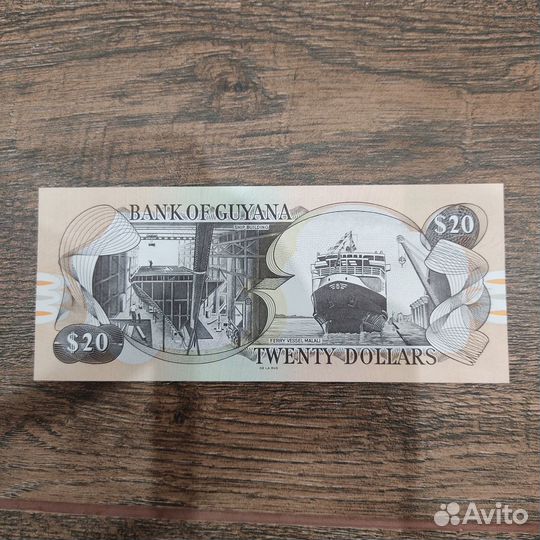 BANK OF GUYANA
SHIP BUILDING
$20
$20
FERRY VESSEL MALALI
TWENTY DOLLARS
DE LA RUE
Avito